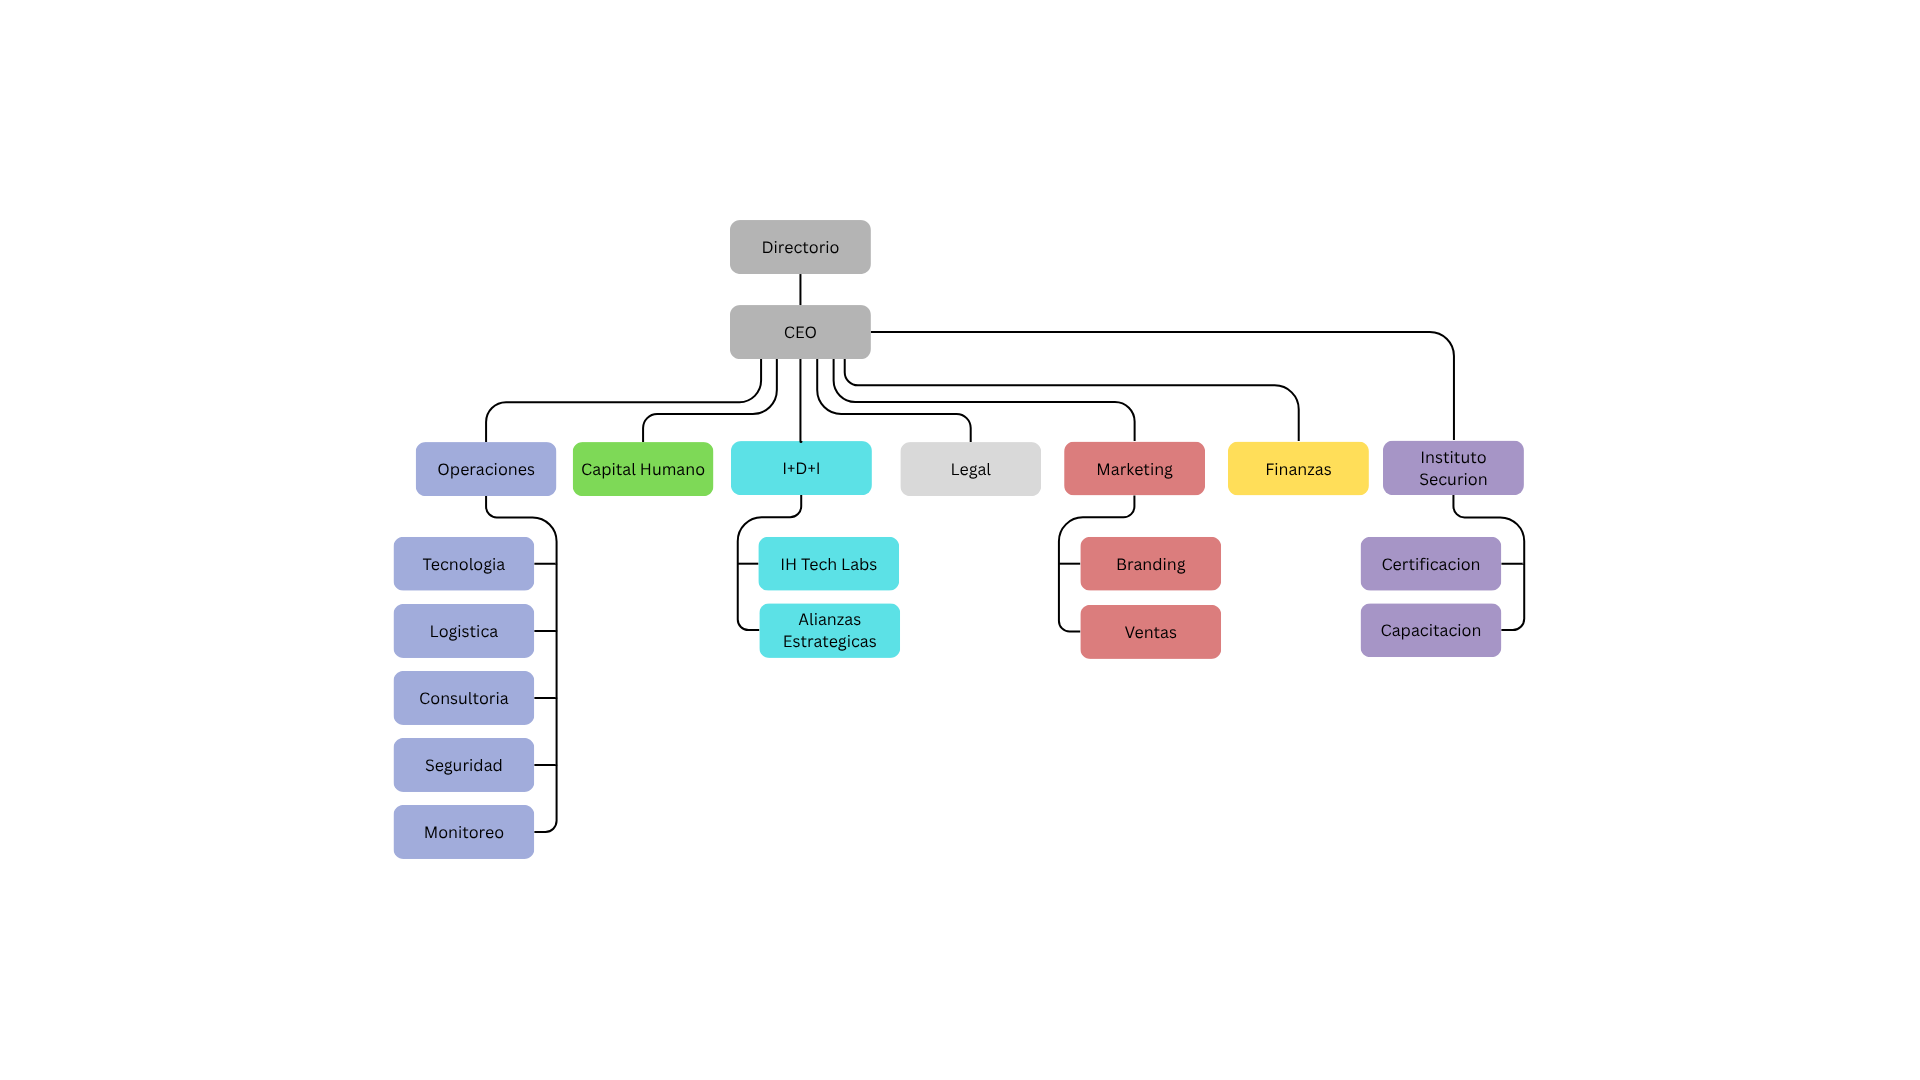 Directorio
CEO
Operaciones
Capital Humano
I+D+I
Legal
Marketing
Finanzas
Instituto
Securion
Tecnologia
Logistica
Consultoria
Seguridad
Monitoreo
IH Tech Labs
Alianzas
Estrategicas
Branding
Ventas
Certificacion
Capacitacion